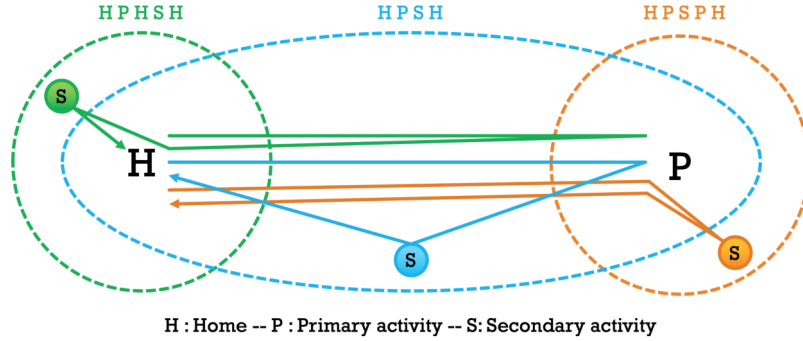 HPHSH
HPSH
HPSPH
S
H
P
S
S
H : Home -- P : Primary activity -- S: Secondary activity